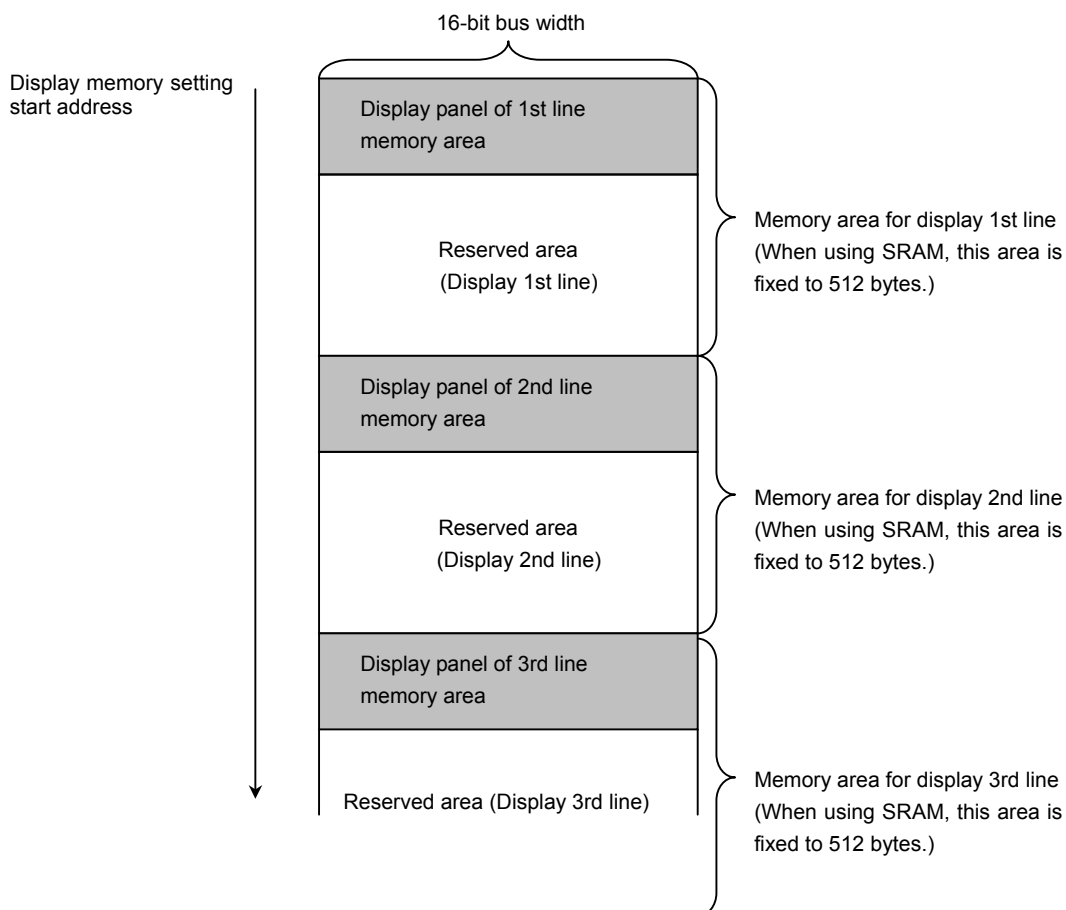 16-bit bus width
Display memory setting
start address
Display panel of 1st line
memory area
Reserved area
(Display 1st line)
Memory area for display 1st line
(When using SRAM, this area is
fixed to 512 bytes.)
Display panel of 2nd line
memory area
Reserved area
(Display 2nd line)
Memory area for display 2nd line
(When using SRAM, this area is
fixed to 512 bytes.)
Display panel of 3rd line
memory area
Reserved area (Display 3rd line)
Memory area for display 3rd line
(When using SRAM, this area is
fixed to 512 bytes.)